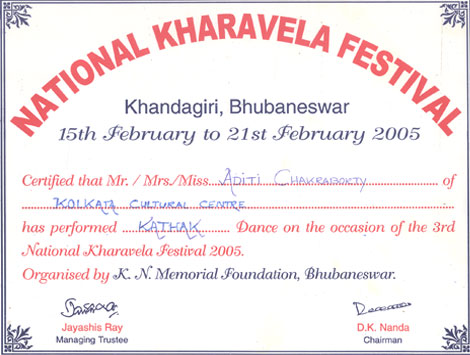 NATIONAL KHARAVELA FESTIVAL
Khandagiri, Bhubaneswar
15th February to 21st February 2005
Certified that Mr. / Mrs./Miss....ADITI CHAKRABORTY.... of
....KOLKATA CULTURAL CENTRE....
has performed ....KATHAK.... Dance on the occasion of the 3rd
National Kharavela Festival 2005.
Organised by K. N. Memorial Foundation, Bhubaneswar.
Jayashis Ray
Managing Trustee
D.K. Nanda
Chairman